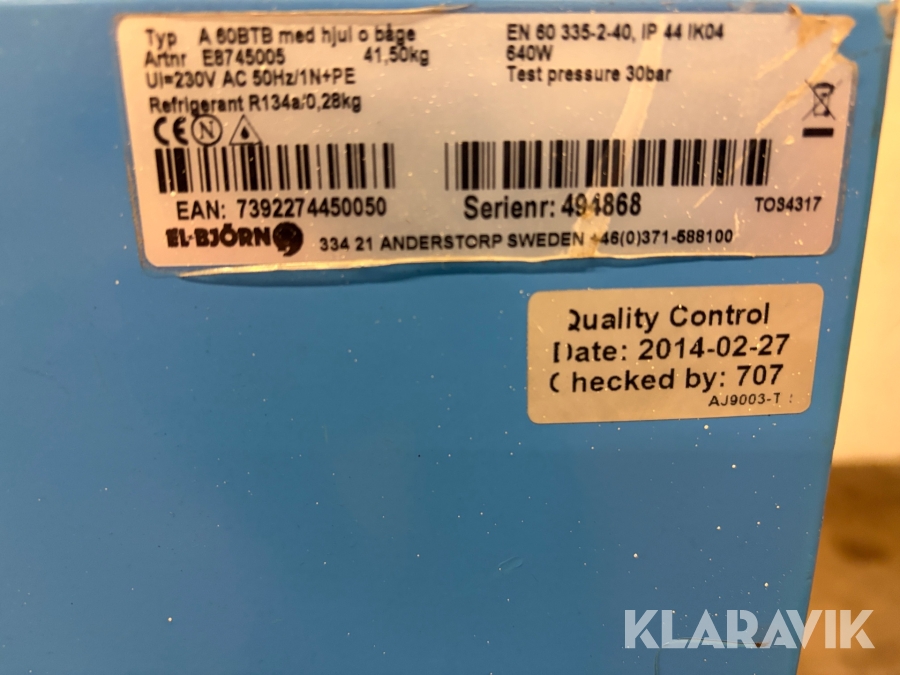 Typ A 60BTB med hjul o båge
Artnr E8745005 41,50kg
UI=230V AC 50Hz/1N+PE
Refrigerant R134a/0,28kg
EN 60 335-2-40, IP 44 IK04
640W
Test pressure 30bar
CE N
EAN: 7392274450050
Serienr: 494868
TO34317
EL-BJÖRN
334 21 ANDERSTORP SWEDEN +46(0)371-588100
Quality Control
Date: 2014-02-27
Checked by: 707
AJ9003-T
KLARAVIK